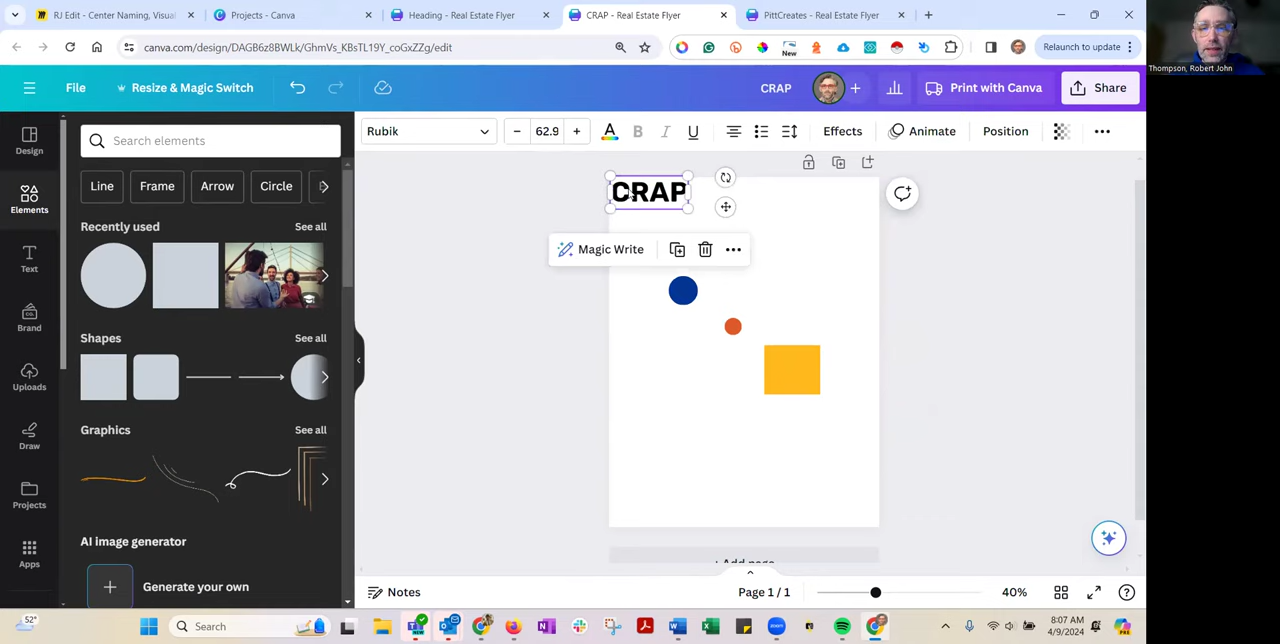 RJ Edit - Center Naming, Visual
Projects - Canva
Heading - Real Estate Flyer
CRAP - Real Estate Flyer
PittCreates - Real Estate Flyer
canva.com/design/DAGB6z8BWLk/GhmVs_KBsTL19Y_coGxZZg/edit
New
Relaunch to update
Thompson, Robert John
File
Resize & Magic Switch
CRAP
Print with Canva
Share
Rubik
62.9
A
B
I
U
Effects
Animate
Position
Design
Elements
Text
Brand
Uploads
Draw
Projects
Apps
Search elements
Line
Frame
Arrow
Circle
Recently used
See all
Shapes
See all
Graphics
See all
AI image generator
Generate your own
CRAP
Magic Write
+ Add page
Notes
Page 1 / 1
40%
52°
Search
8:07 AM
4/9/2024